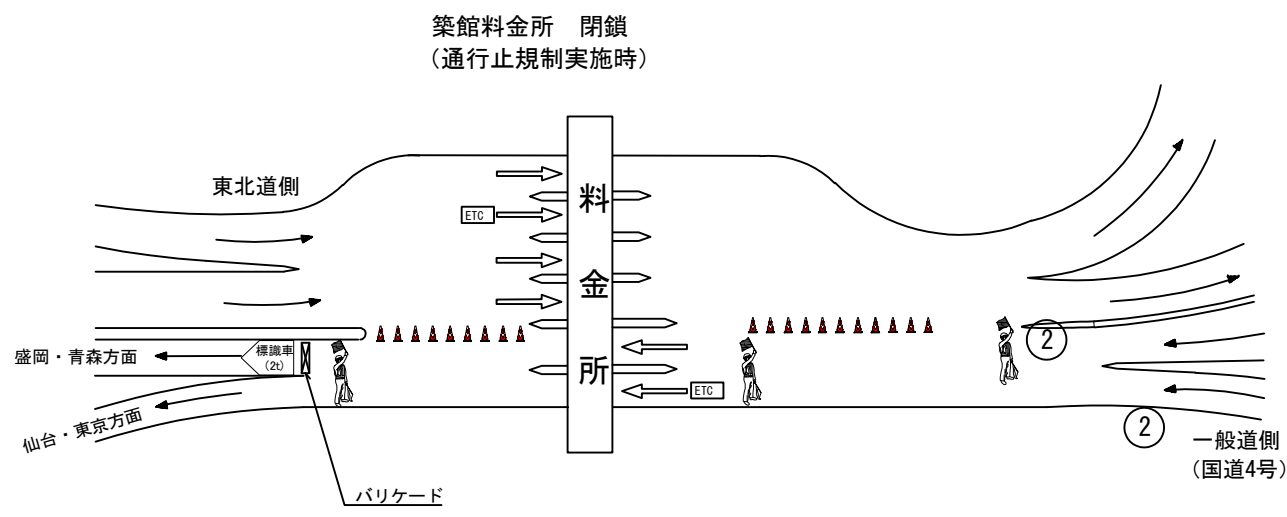 築館料金所　閉鎖
（通行止規制実施時）
東北道側
ETC
料金所
盛岡・青森方面
標識車
(2t)
②
ETC
仙台・東京方面
②
一般道側
（国道4号）
バリケード